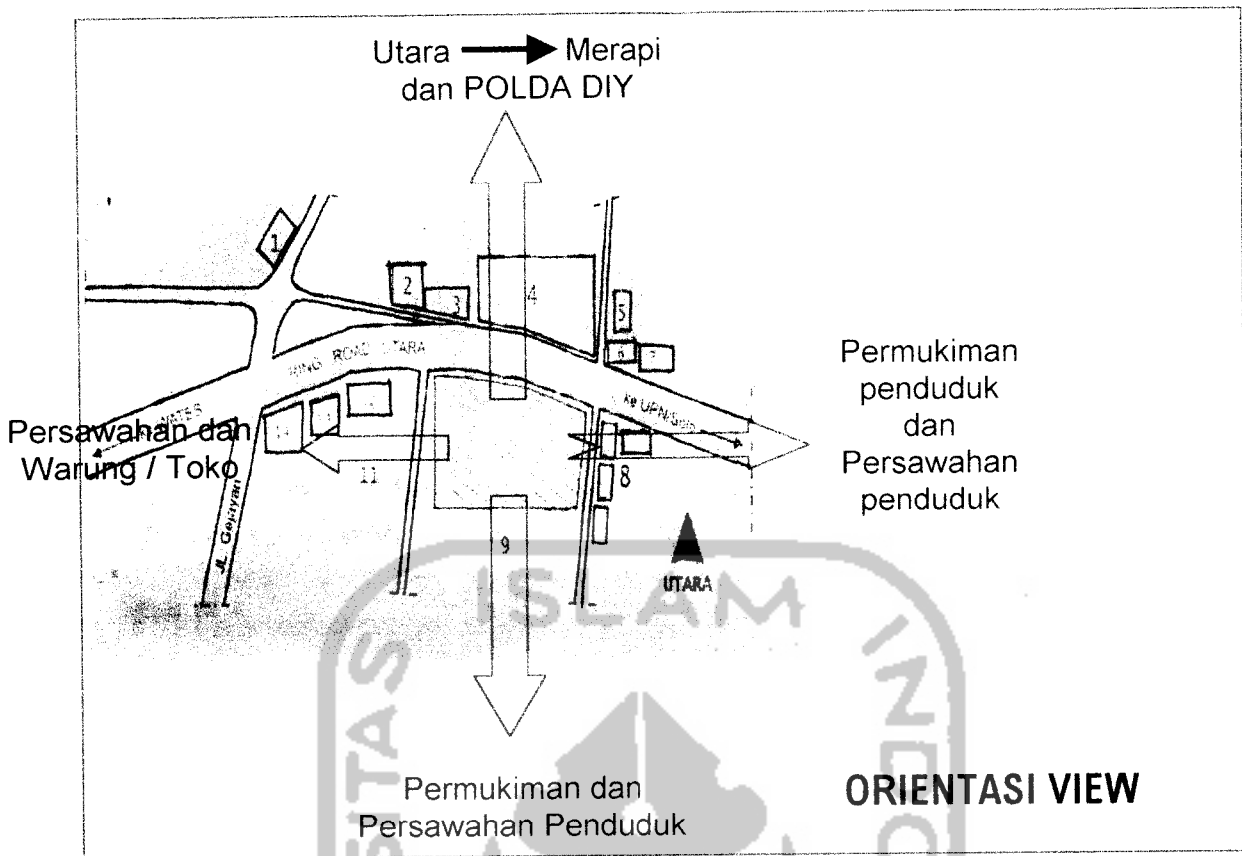 Utara Merapi
dan POLDA DIY
1
2
3
4
5
6
7
RING ROAD UTARA
Permukiman
penduduk
dan
Persawahan
penduduk
ke UPN/Solo
Persawahan dan
Warung / Toko
WATES
JL. Gejayan
11
8
9
UTARA
ISLAM
Permukiman dan
Persawahan Penduduk
ORIENTASI VIEW